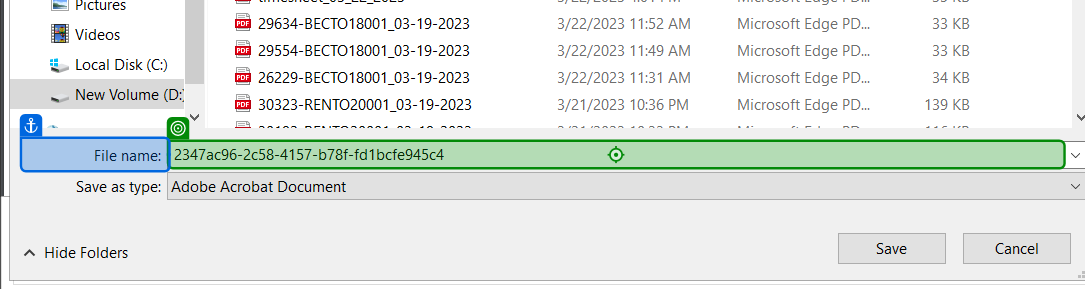 Pictures
Videos
Local Disk (C:)
New Volume (D:
PDF 29634-BECTO18001_03-19-2023 3/22/2023 11:52 AM Microsoft Edge PD... 33 KB
PDF 29554-BECTO18001_03-19-2023 3/22/2023 11:49 AM Microsoft Edge PD... 33 KB
PDF 26229-BECTO18001_03-19-2023 3/22/2023 11:31 AM Microsoft Edge PD... 34 KB
PDF 30323-RENTO20001_03-19-2023 3/21/2023 10:36 PM Microsoft Edge PD... 139 KB
File name: 2347ac96-2c58-4157-b78f-fd1bcfe945c4
Save as type: Adobe Acrobat Document
Hide Folders
Save
Cancel